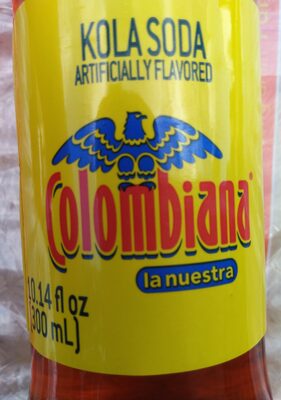 KOLA SODA
ARTIFICIALLY FLAVORED
Colombiana
la nuestra
10.14 fl oz
(300 mL)